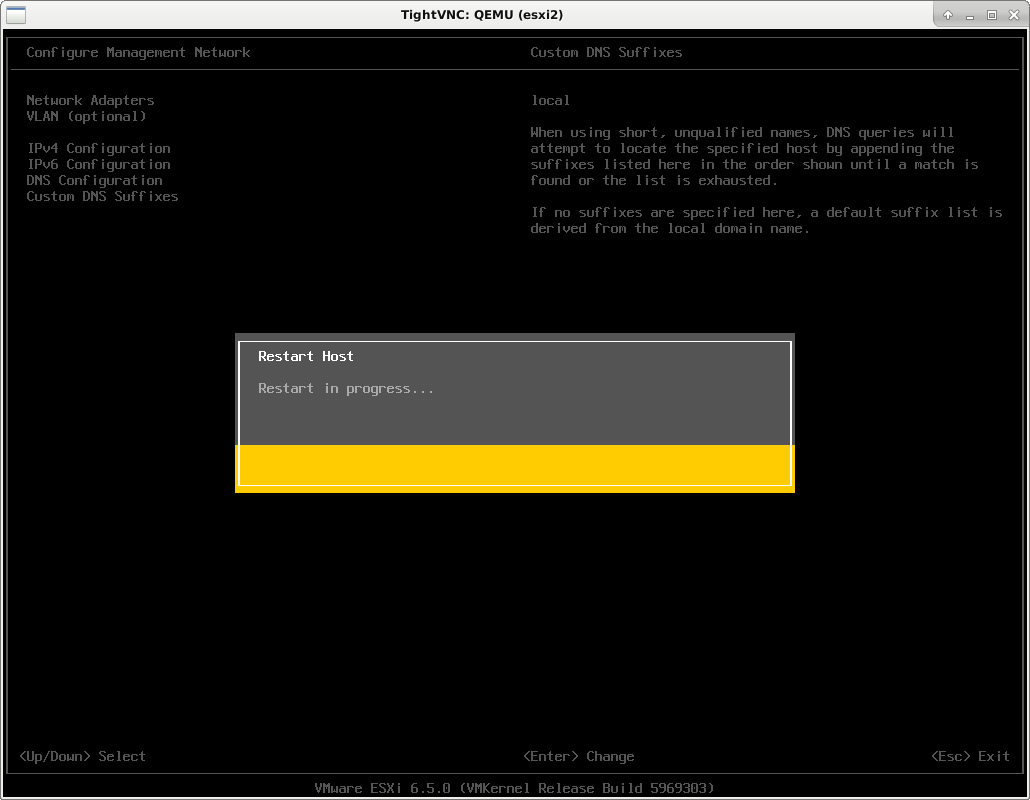 TightVNC: QEMU (esxi2)
Configure Management Network
Custom DNS Suffixes
Network Adapters
VLAN (optional)
IPv4 Configuration
IPv6 Configuration
DNS Configuration
Custom DNS Suffixes
local
When using short, unqualified names, DNS queries will
attempt to locate the specified host by appending the
suffixes listed here in the order shown until a match is
found or the list is exhausted.
If no suffixes are specified here, a default suffix list is
derived from the local domain name.
Restart Host
Restart in progress...
<Up/Down> Select
<Enter> Change
<Esc> Exit
VMware ESXi 6.5.0 (VMKernel Release Build 5969303)